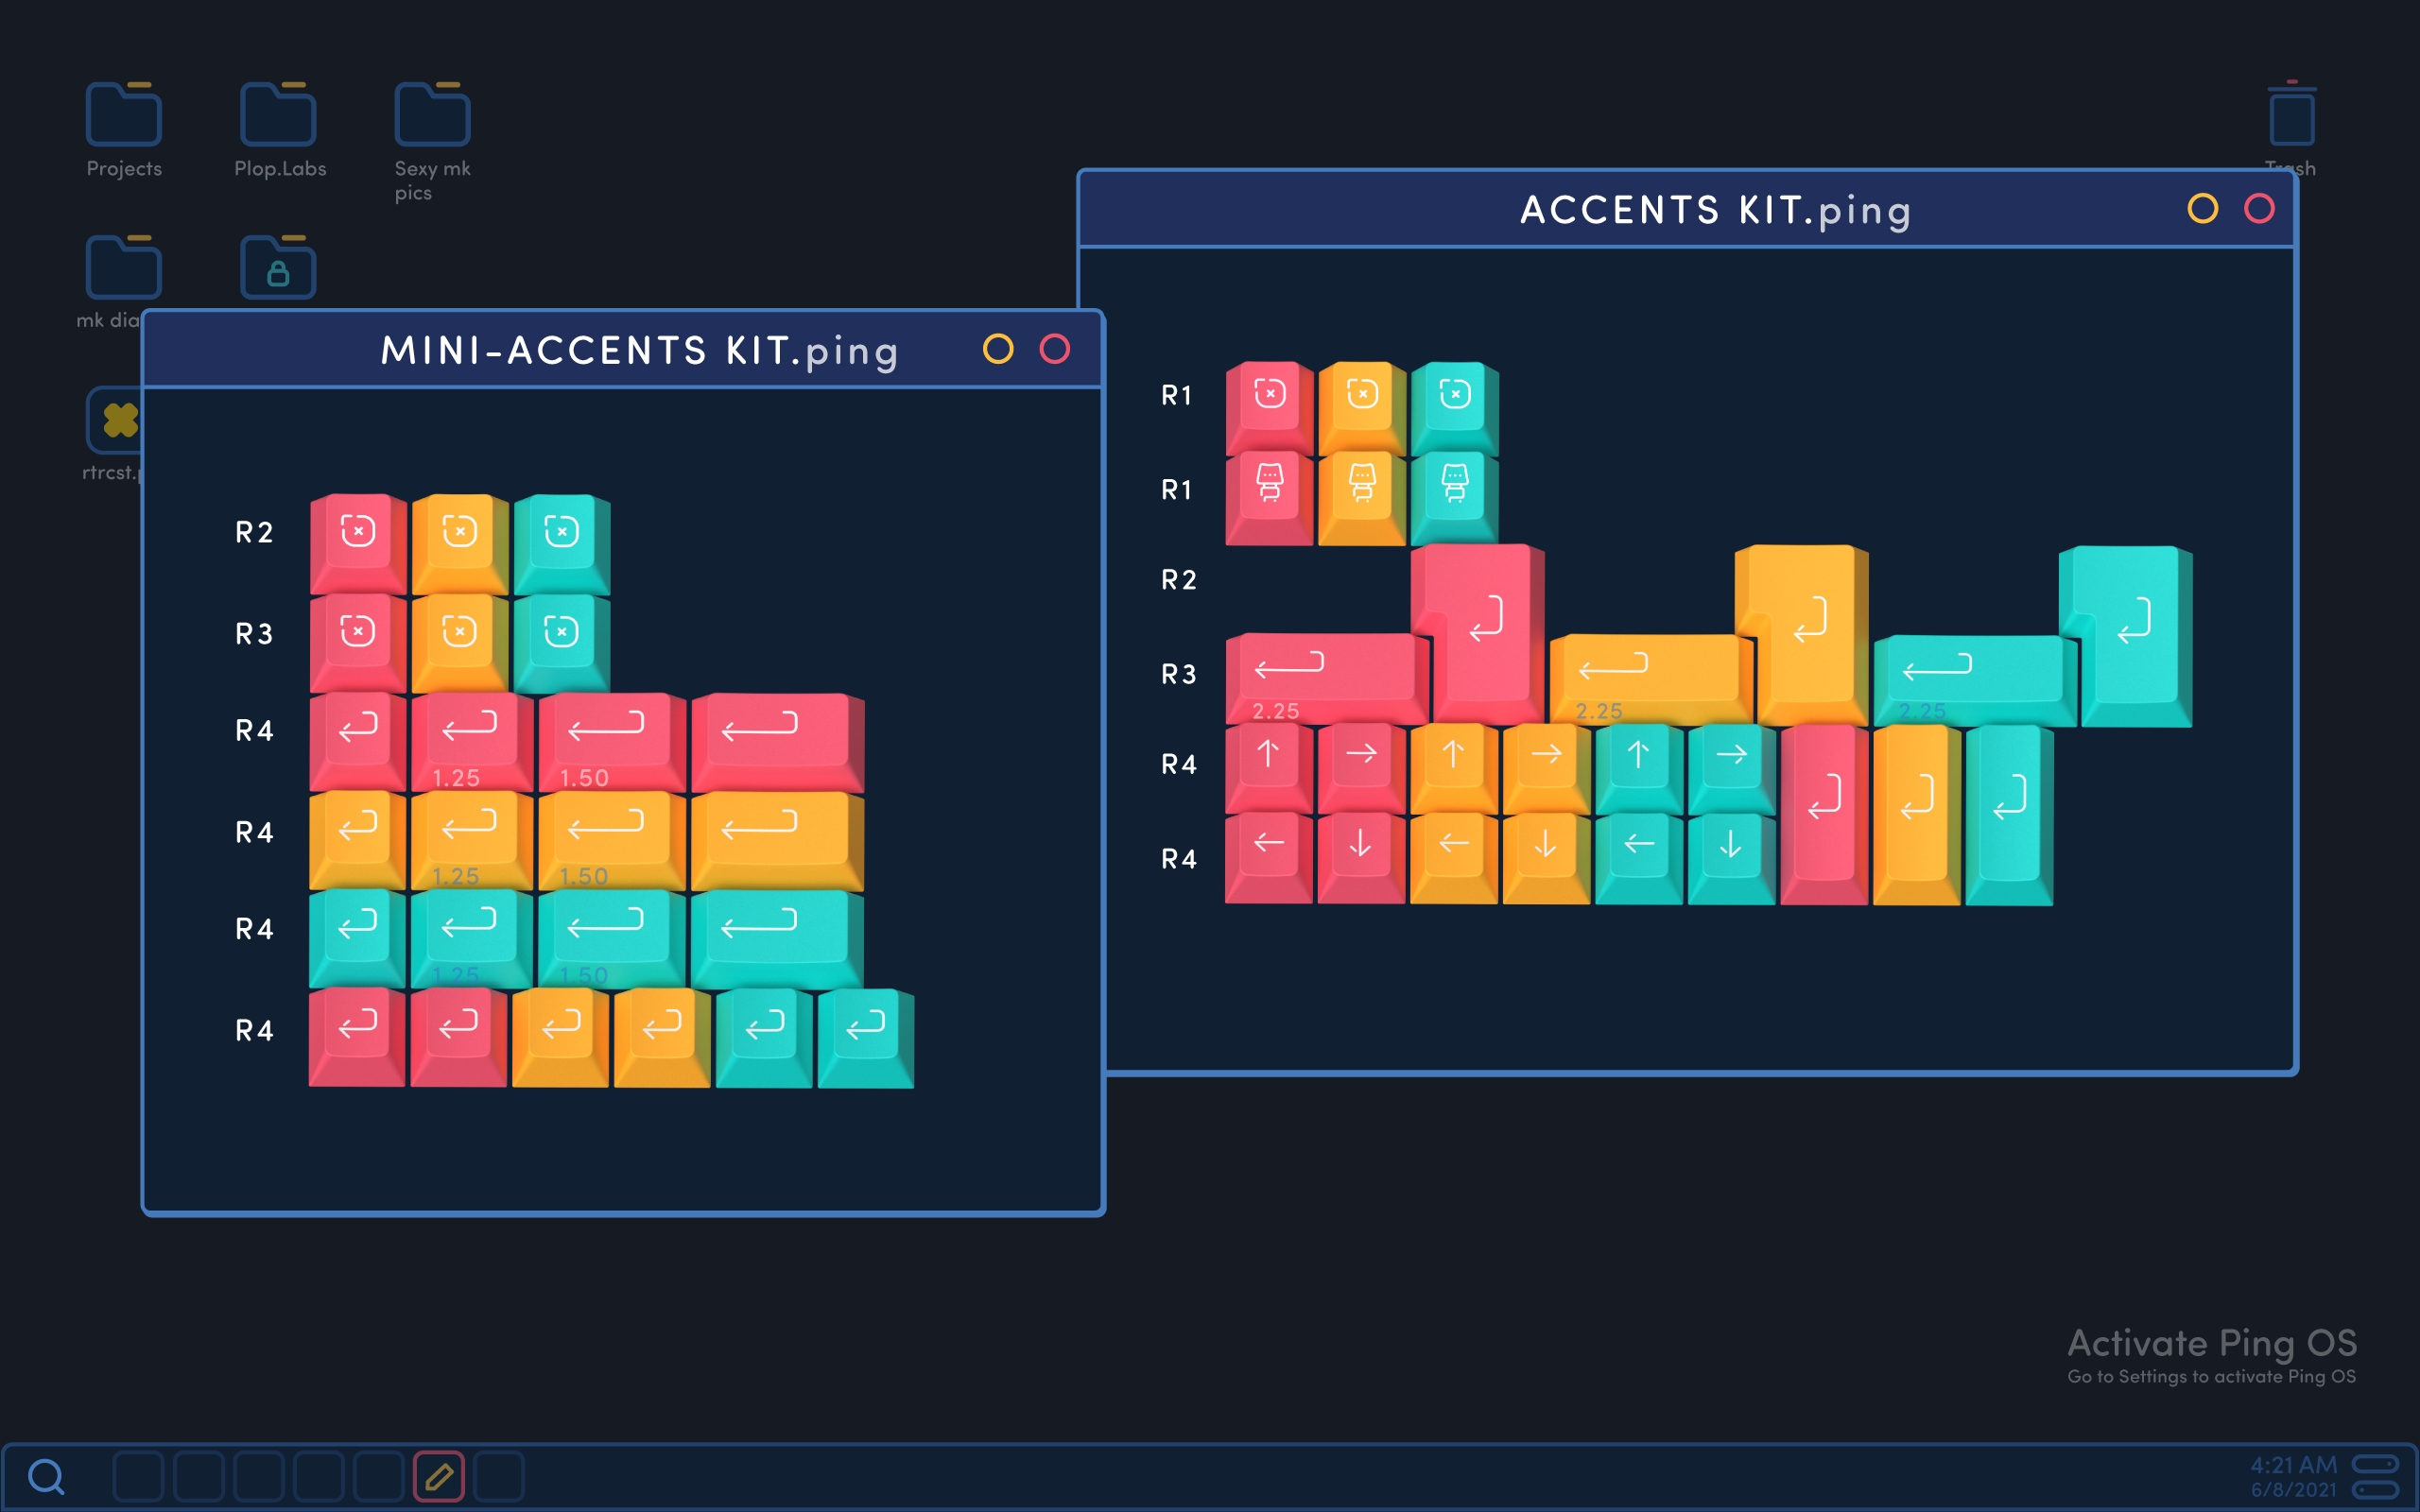 Projects
Plop.Labs
Sexy mk
pics
Trash
mk dia
rtrcst.
ACCENTS KIT.ping
R1
R1
R2
R3
2.25
2.25
2.25
R4
R4
MINI-ACCENTS KIT.ping
R2
R3
R4
1.25
1.50
R4
1.25
1.50
R4
1.25
1.50
R4
Activate Ping OS
Go to Settings to activate Ping OS
4:21 AM
6/8/2021